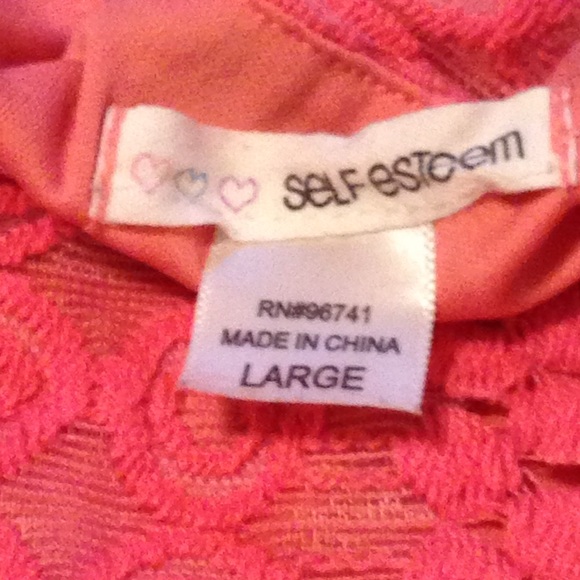 SELF ESTeem
RN#96741
MADE IN CHINA
LARGE